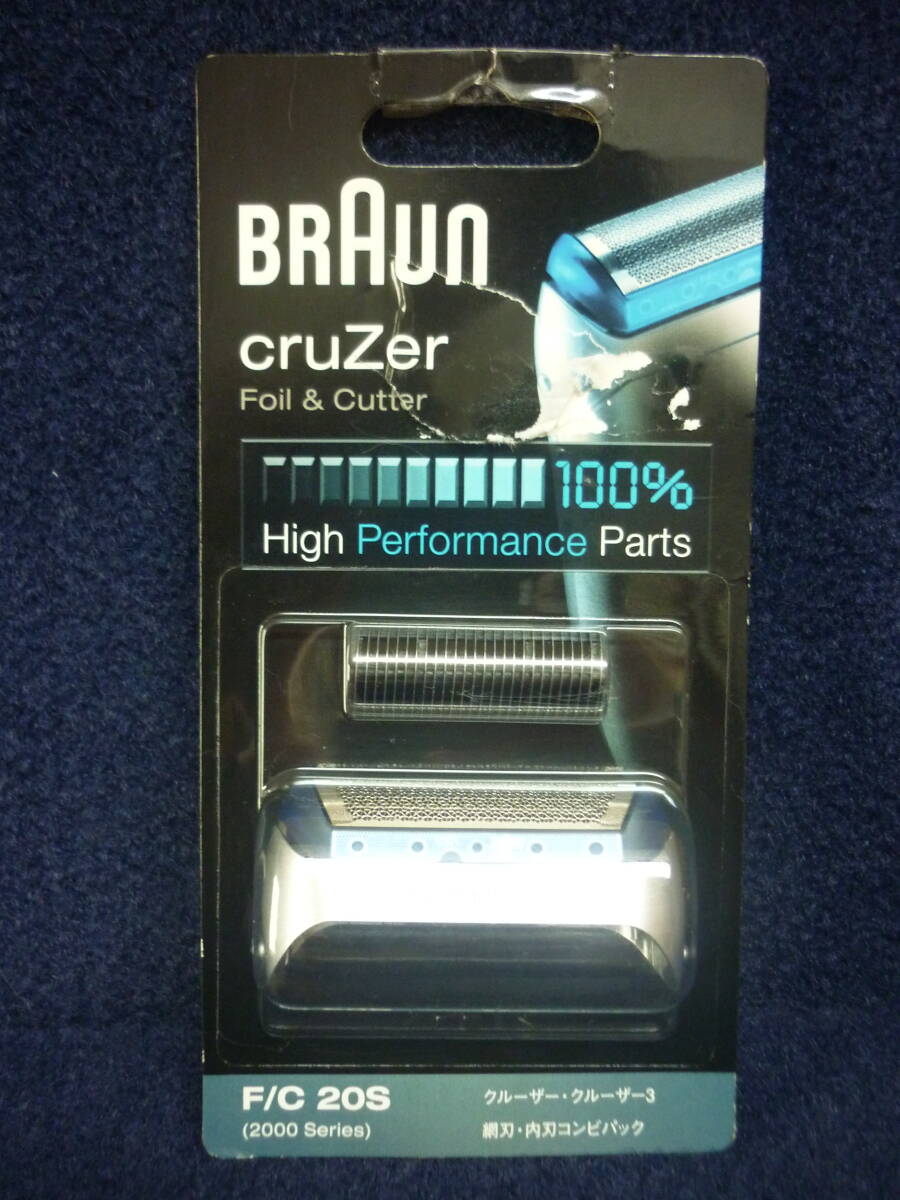 BRAUN
cruZer
Foil & Cutter
100%
High Performance Parts
F/C 20S
(2000 Series)
クルーザー・クルーザー3
網刃・内刃コンビパック